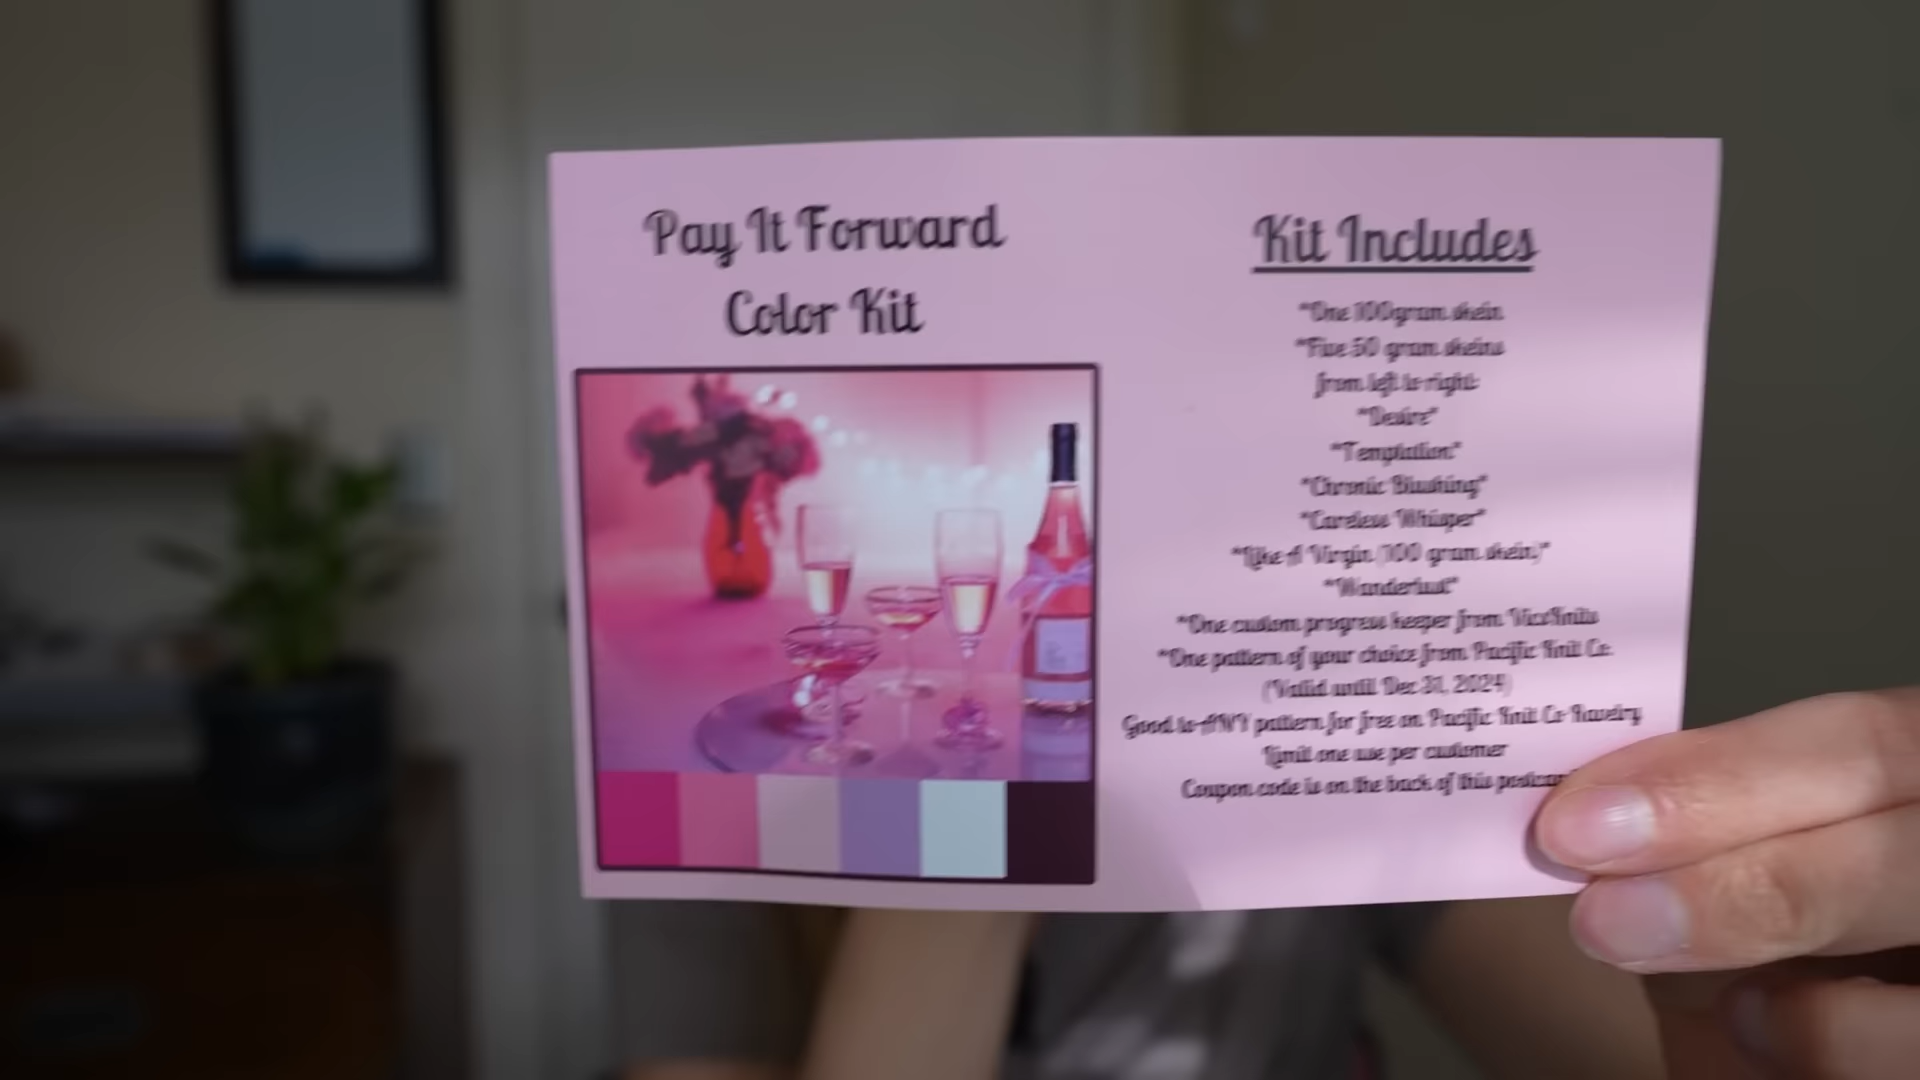 Pay It Forward
Color Kit
Kit Includes
*One 100gram skein
*Five 50 gram skeins
from left to right:
"Desire"
"Temptation"
"Chronic Blushing"
"Careless Whisper"
"Like A Virgin (100 gram skein)"
"Wanderlust"
*One custom progress keeper from
*One pattern of your choice from Pacific Knit Co.
(Valid until Dec 31, 2024)
Good to ANY pattern for free on Pacific Knit Co Ravelry
Limit one use per customer
Coupon code is on the back of this